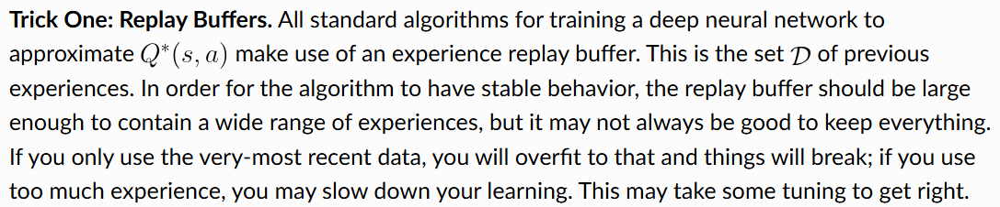 Trick One: Replay Buffers. All standard algorithms for training a deep neural network to
approximate Q*(s, a) make use of an experience replay buffer. This is the set D of previous
experiences. In order for the algorithm to have stable behavior, the replay buffer should be large
enough to contain a wide range of experiences, but it may not always be good to keep everything.
If you only use the very-most recent data, you will overfit to that and things will break; if you use
too much experience, you may slow down your learning. This may take some tuning to get right.